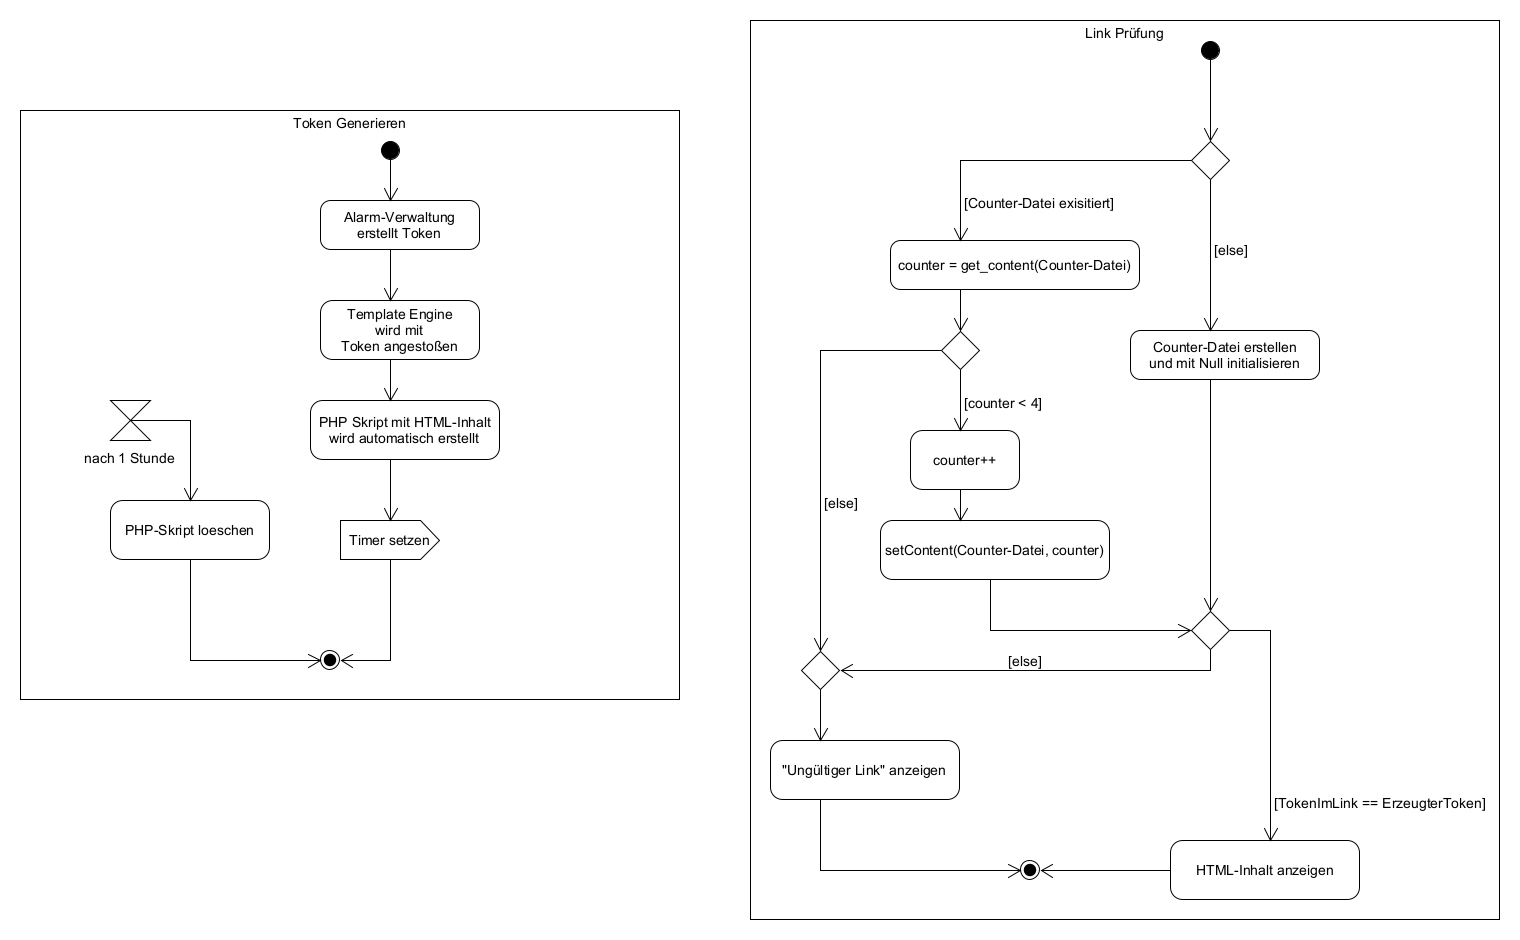 Token Generieren
Alarm-Verwaltung
erstellt Token
Template Engine
wird mit
Token angestoßen
PHP Skript mit HTML-Inhalt
wird automatisch erstellt
nach 1 Stunde
PHP-Skript loeschen
Timer setzen
Link Prüfung
[Counter-Datei exisitiert]
[else]
counter = get_content(Counter-Datei)
Counter-Datei erstellen
und mit Null initialisieren
[counter < 4]
counter++
[else]
setContent(Counter-Datei, counter)
[else]
"Ungültiger Link" anzeigen
[TokenImLink == ErzeugterToken]
HTML-Inhalt anzeigen